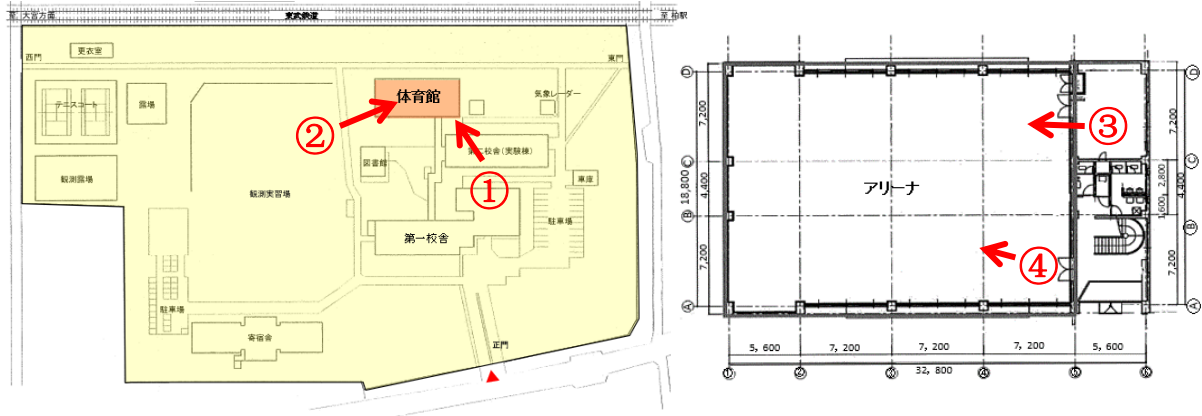 至 大宮方面
東武鉄道
至 柏駅
西門
更衣室
東門
テニスコート
露場
体育館
気象レーダー
②
①
第二校舎(実験棟)
図書館
観測露場
観測実習場
車庫
駐車場
第一校舎
駐車場
寄宿舎
正門
D
D
7,200
7,200
③
C
C
アリーナ
18,800
4,400
2,800
1,600
4,400
B
B
7,200
7,200
④
A
A
5,600
7,200
7,200
7,200
5,600
32,800
①
②
③
④
⑤
⑥